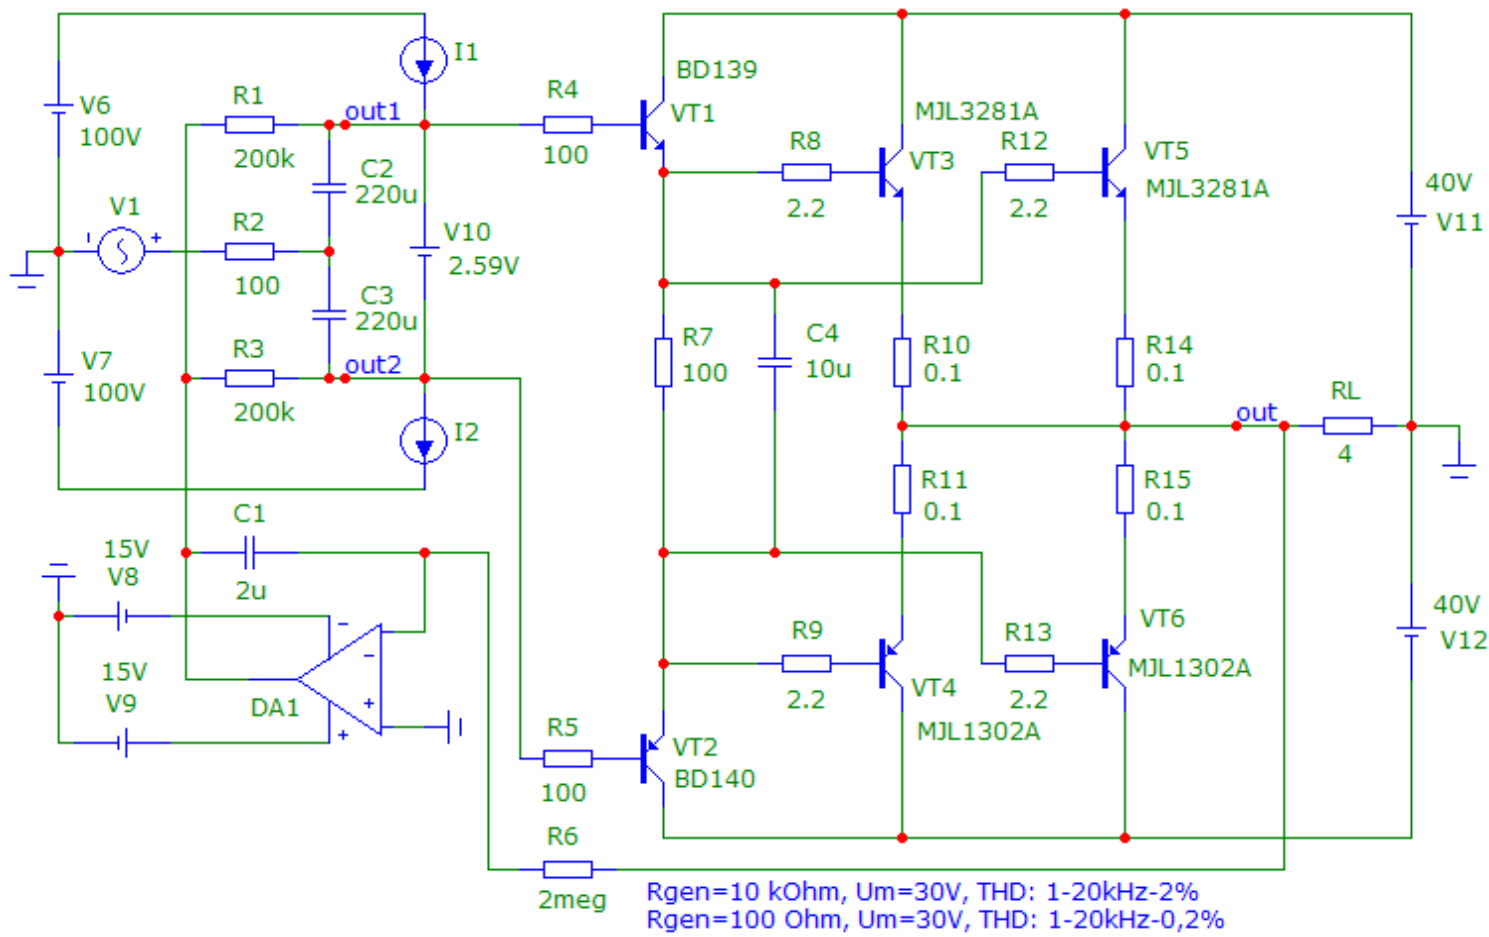 I1
V6
100V
R1
out1
200k
C2
220u
V1
R2
100
V10
2.59V
C3
220u
R3
out2
200k
V7
100V
I2
C1
2u
15V
V8
15V
V9
DA1
R4
100
BD139
VT1
R8
2.2
MJL3281A
VT3
R12
2.2
VT5
MJL3281A
40V
V11
R7
100
C4
10u
R10
0.1
R14
0.1
out
RL
4
R11
0.1
R15
0.1
R9
2.2
VT4
MJL1302A
R13
2.2
VT6
MJL1302A
40V
V12
R5
100
VT2
BD140
R6
2meg
Rgen=10 kOhm, Um=30V, THD: 1-20kHz-2%
Rgen=100 Ohm, Um=30V, THD: 1-20kHz-0,2%